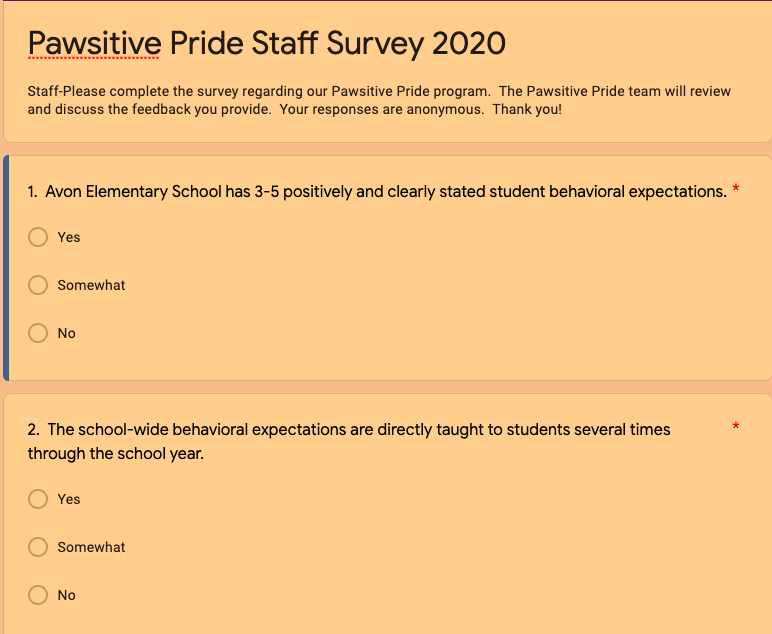 Pawsitive Pride Staff Survey 2020
Staff-Please complete the survey regarding our Pawsitive Pride program.  The Pawsitive Pride team will review
and discuss the feedback you provide.  Your responses are anonymous.  Thank you!
1.  Avon Elementary School has 3-5 positively and clearly stated student behavioral expectations. *
Yes
Somewhat
No
2.  The school-wide behavioral expectations are directly taught to students several times *
through the school year.
Yes
Somewhat
No